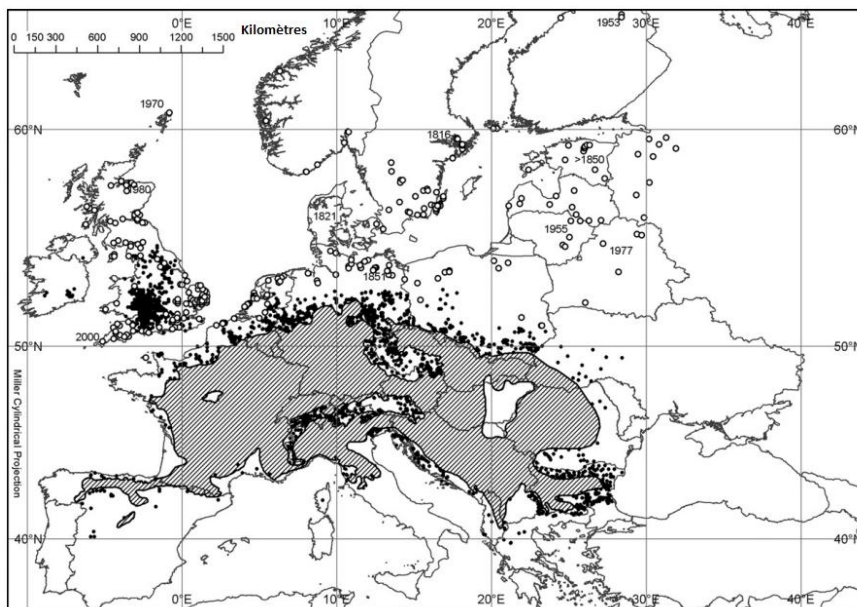 0°E 10°E 20°E 30°E 40°E
Kilomètres
0 150 300 600 900 1200 1500
1953
1970
60°N 60°N
1816
>1850
1980
1821
1955
1977
1851
2000
50°N 50°N
Miller Cylindrical Projection
40°N 40°N
0°E 10°E 20°E 30°E 40°E